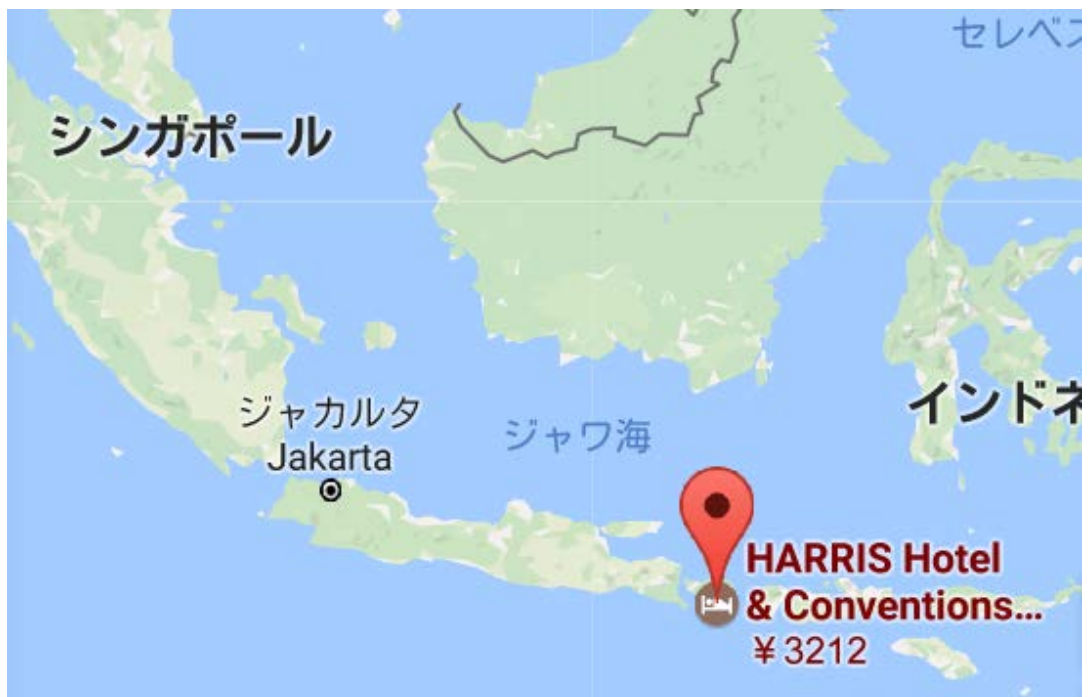 セレベス
シンガポール
ジャカルタ
Jakarta
ジャワ海
インドネ
HARRIS Hotel
& Conventions...
¥3212